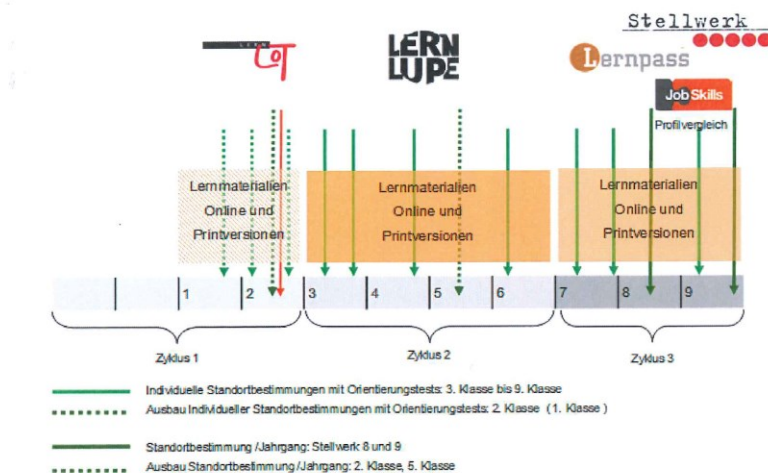 Stellwerk
LERN
LOT
LERN
LUPE
Lernpass
JobSkills
Profilvergleich
Lernmaterialien
Online und
Printversionen
Lernmaterialien
Online und
Printversionen
Lernmaterialien
Online und
Printversionen
1 2 3 4 5 6 7 8 9
Zyklus 1 Zyklus 2 Zyklus 3
Individuelle Standortbestimmungen mit Orientierungstests: 3. Klasse bis 9. Klasse
Ausbau Individueller Standortbestimmungen mit Orientierungstests: 2. Klasse (1. Klasse)
Standortbestimmung /Jahrgang: Stellwerk 8 und 9
Ausbau Standortbestimmung /Jahrgang: 2. Klasse, 5. Klasse